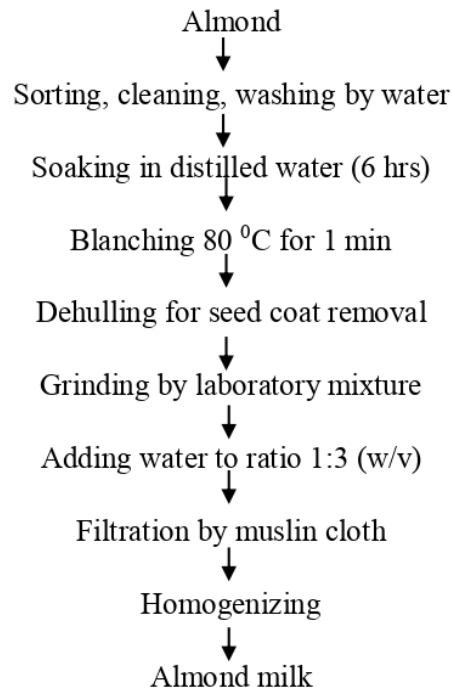 Almond
Sorting, cleaning, washing by water
Soaking in distilled water (6 hrs)
Blanching 80 ⁰C for 1 min
Dehulling for seed coat removal
Grinding by laboratory mixture
Adding water to ratio 1:3 (w/v)
Filtration by muslin cloth
Homogenizing
Almond milk